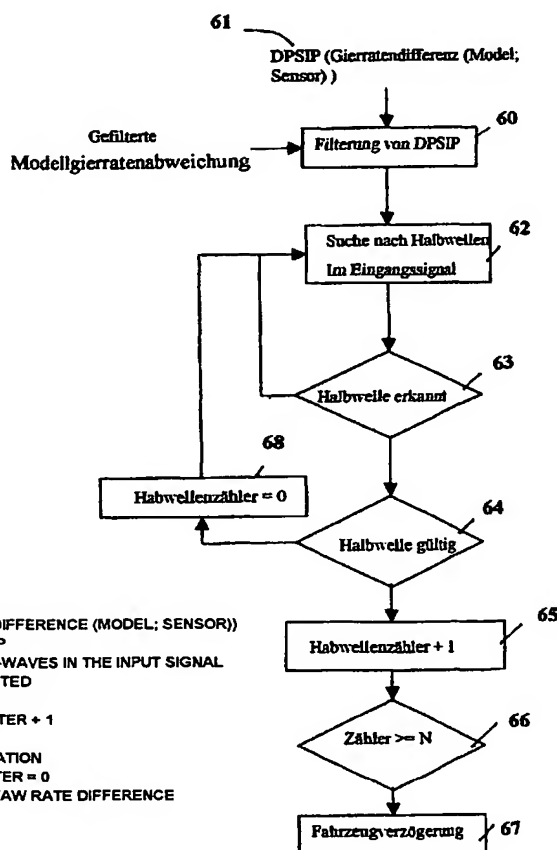 61
DPSIP (Gierratendifferenz (Model;
Sensor) )
60
Gefilterte
Modellgierratenabweichung
Filterung von DPSIP
62
Suche nach Halbwellen
Im Eingangssignal
63
Halbwelle erkannt
68
Habwellenzähler = 0
64
Halbwelle gültig
65
Habwellenzähler + 1
66
Zähler >= N
Fahrzeugverzögerung
67
DIFFERENCE (MODEL; SENSOR))
P
-WAVES IN THE INPUT SIGNAL
TED
TER + 1
ATION
TER = 0
YAW RATE DIFFERENCE